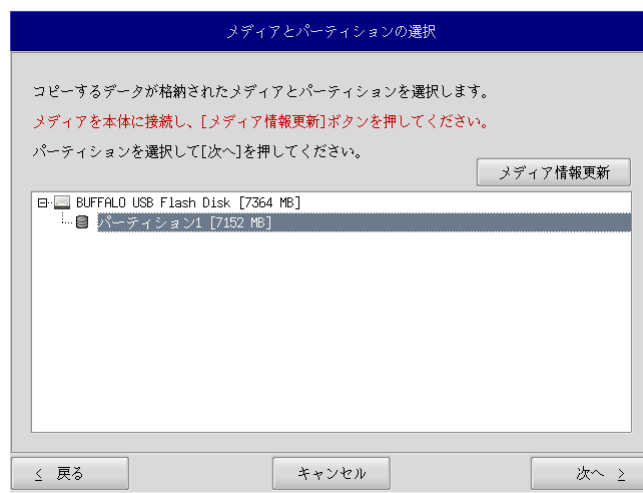 メディアとパーティションの選択
コピーするデータが格納されたメディアとパーティションを選択します。
メディアを本体に接続し、[メディア情報更新]ボタンを押してください。
パーティションを選択して[次へ]を押してください。
メディア情報更新
BUFFALO USB Flash Disk [7364 MB]
パーティション1 [7152 MB]
≤ 戻る
キャンセル
次へ ≥